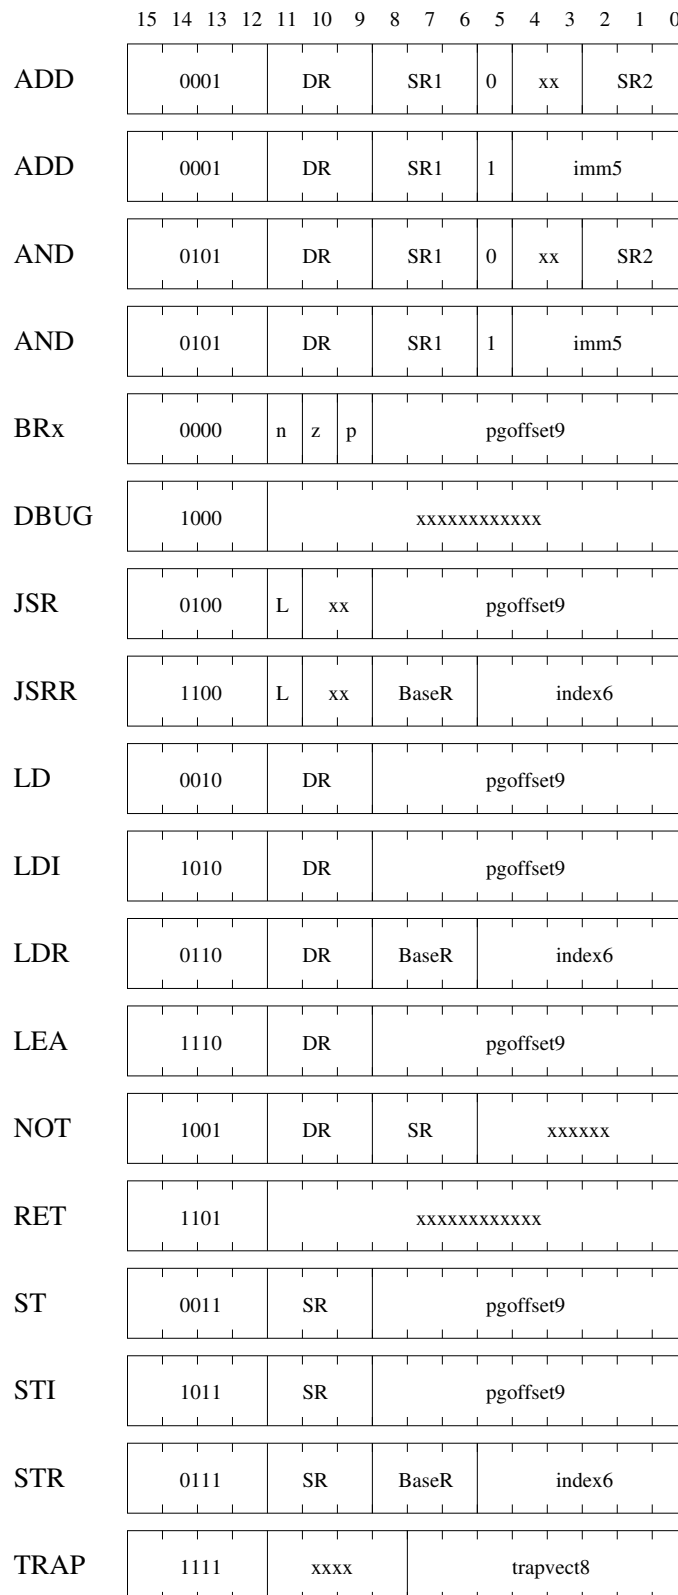 15 14 13 12 11 10 9 8 7 6 5 4 3 2 1 0
ADD 0001 DR SR1 0 xx SR2
ADD 0001 DR SR1 1 imm5
AND 0101 DR SR1 0 xx SR2
AND 0101 DR SR1 1 imm5
BRx 0000 n z p pgoffset9
DBUG 1000 xxxxxxxxxxxx
JSR 0100 L xx pgoffset9
JSRR 1100 L xx BaseR index6
LD 0010 DR pgoffset9
LDI 1010 DR pgoffset9
LDR 0110 DR BaseR index6
LEA 1110 DR pgoffset9
NOT 1001 DR SR xxxxxx
RET 1101 xxxxxxxxxxxx
ST 0011 SR pgoffset9
STI 1011 SR pgoffset9
STR 0111 SR BaseR index6
TRAP 1111 xxxx trapvect8